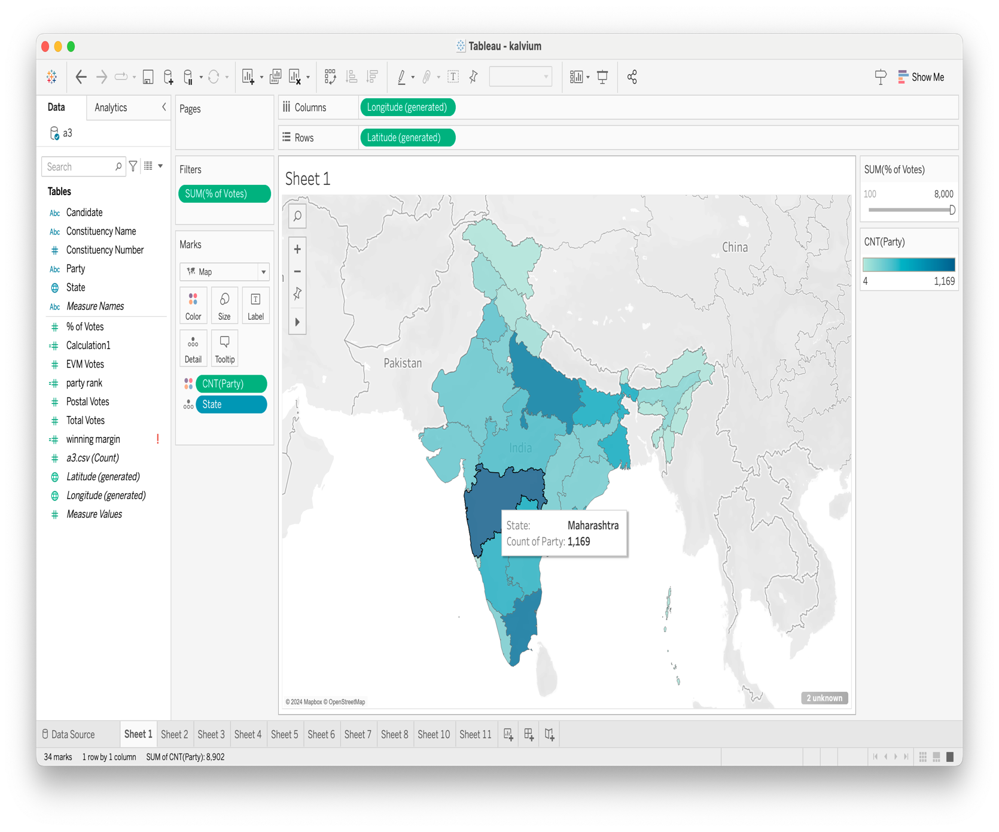 Tableau - kalvium
Show Me
Data
Analytics
a3
Search
Tables
Abc Candidate
Abc Constituency Name
# Constituency Number
Abc Party
State
Abc Measure Names
# % of Votes
=# Calculation1
# EVM Votes
=# party rank
# Postal Votes
# Total Votes
=# winning margin !
# a3.csv (Count)
Latitude (generated)
Longitude (generated)
# Measure Values
Pages
Filters
SUM(% of Votes)
Marks
Map
Color Size Label
Detail Tooltip
CNT(Party)
State
Columns Longitude (generated)
Rows Latitude (generated)
Sheet 1
China
Pakistan
India
State: Maharashtra
Count of Party: 1,169
© 2024 Mapbox © OpenStreetMap
2 unknown
SUM(% of Votes)
100 8,000
CNT(Party)
4 1,169
Data Source Sheet 1 Sheet 2 Sheet 3 Sheet 4 Sheet 5 Sheet 6 Sheet 7 Sheet 8 Sheet 10 Sheet 11
34 marks 1 row by 1 column SUM of CNT(Party): 8,902